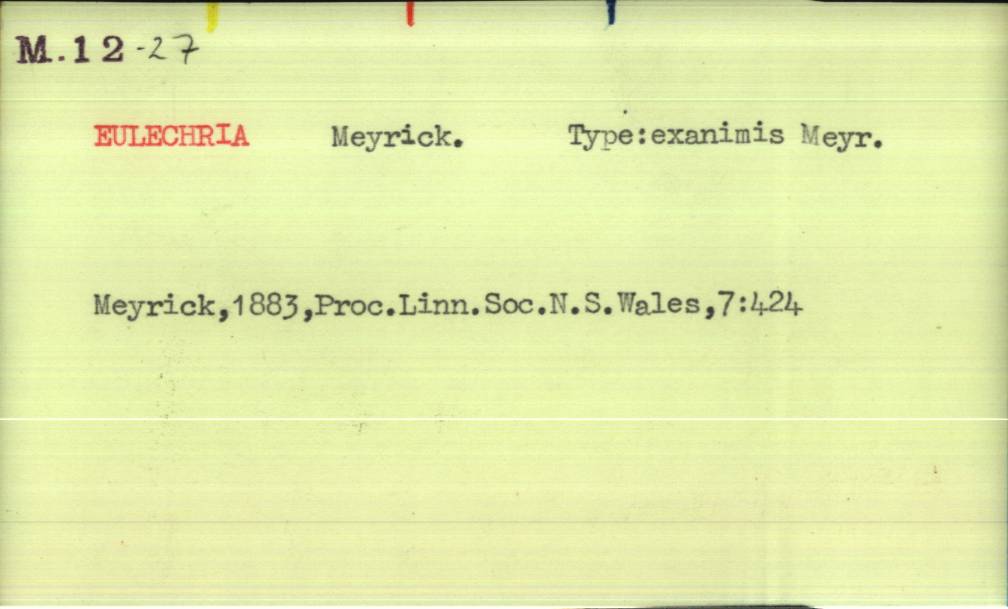 M.12-27
EULECHRIA Meyrick. Type:exanimis Meyr.
Meyrick,1883,Proc.Linn.Soc.N.S.Wales,7:424